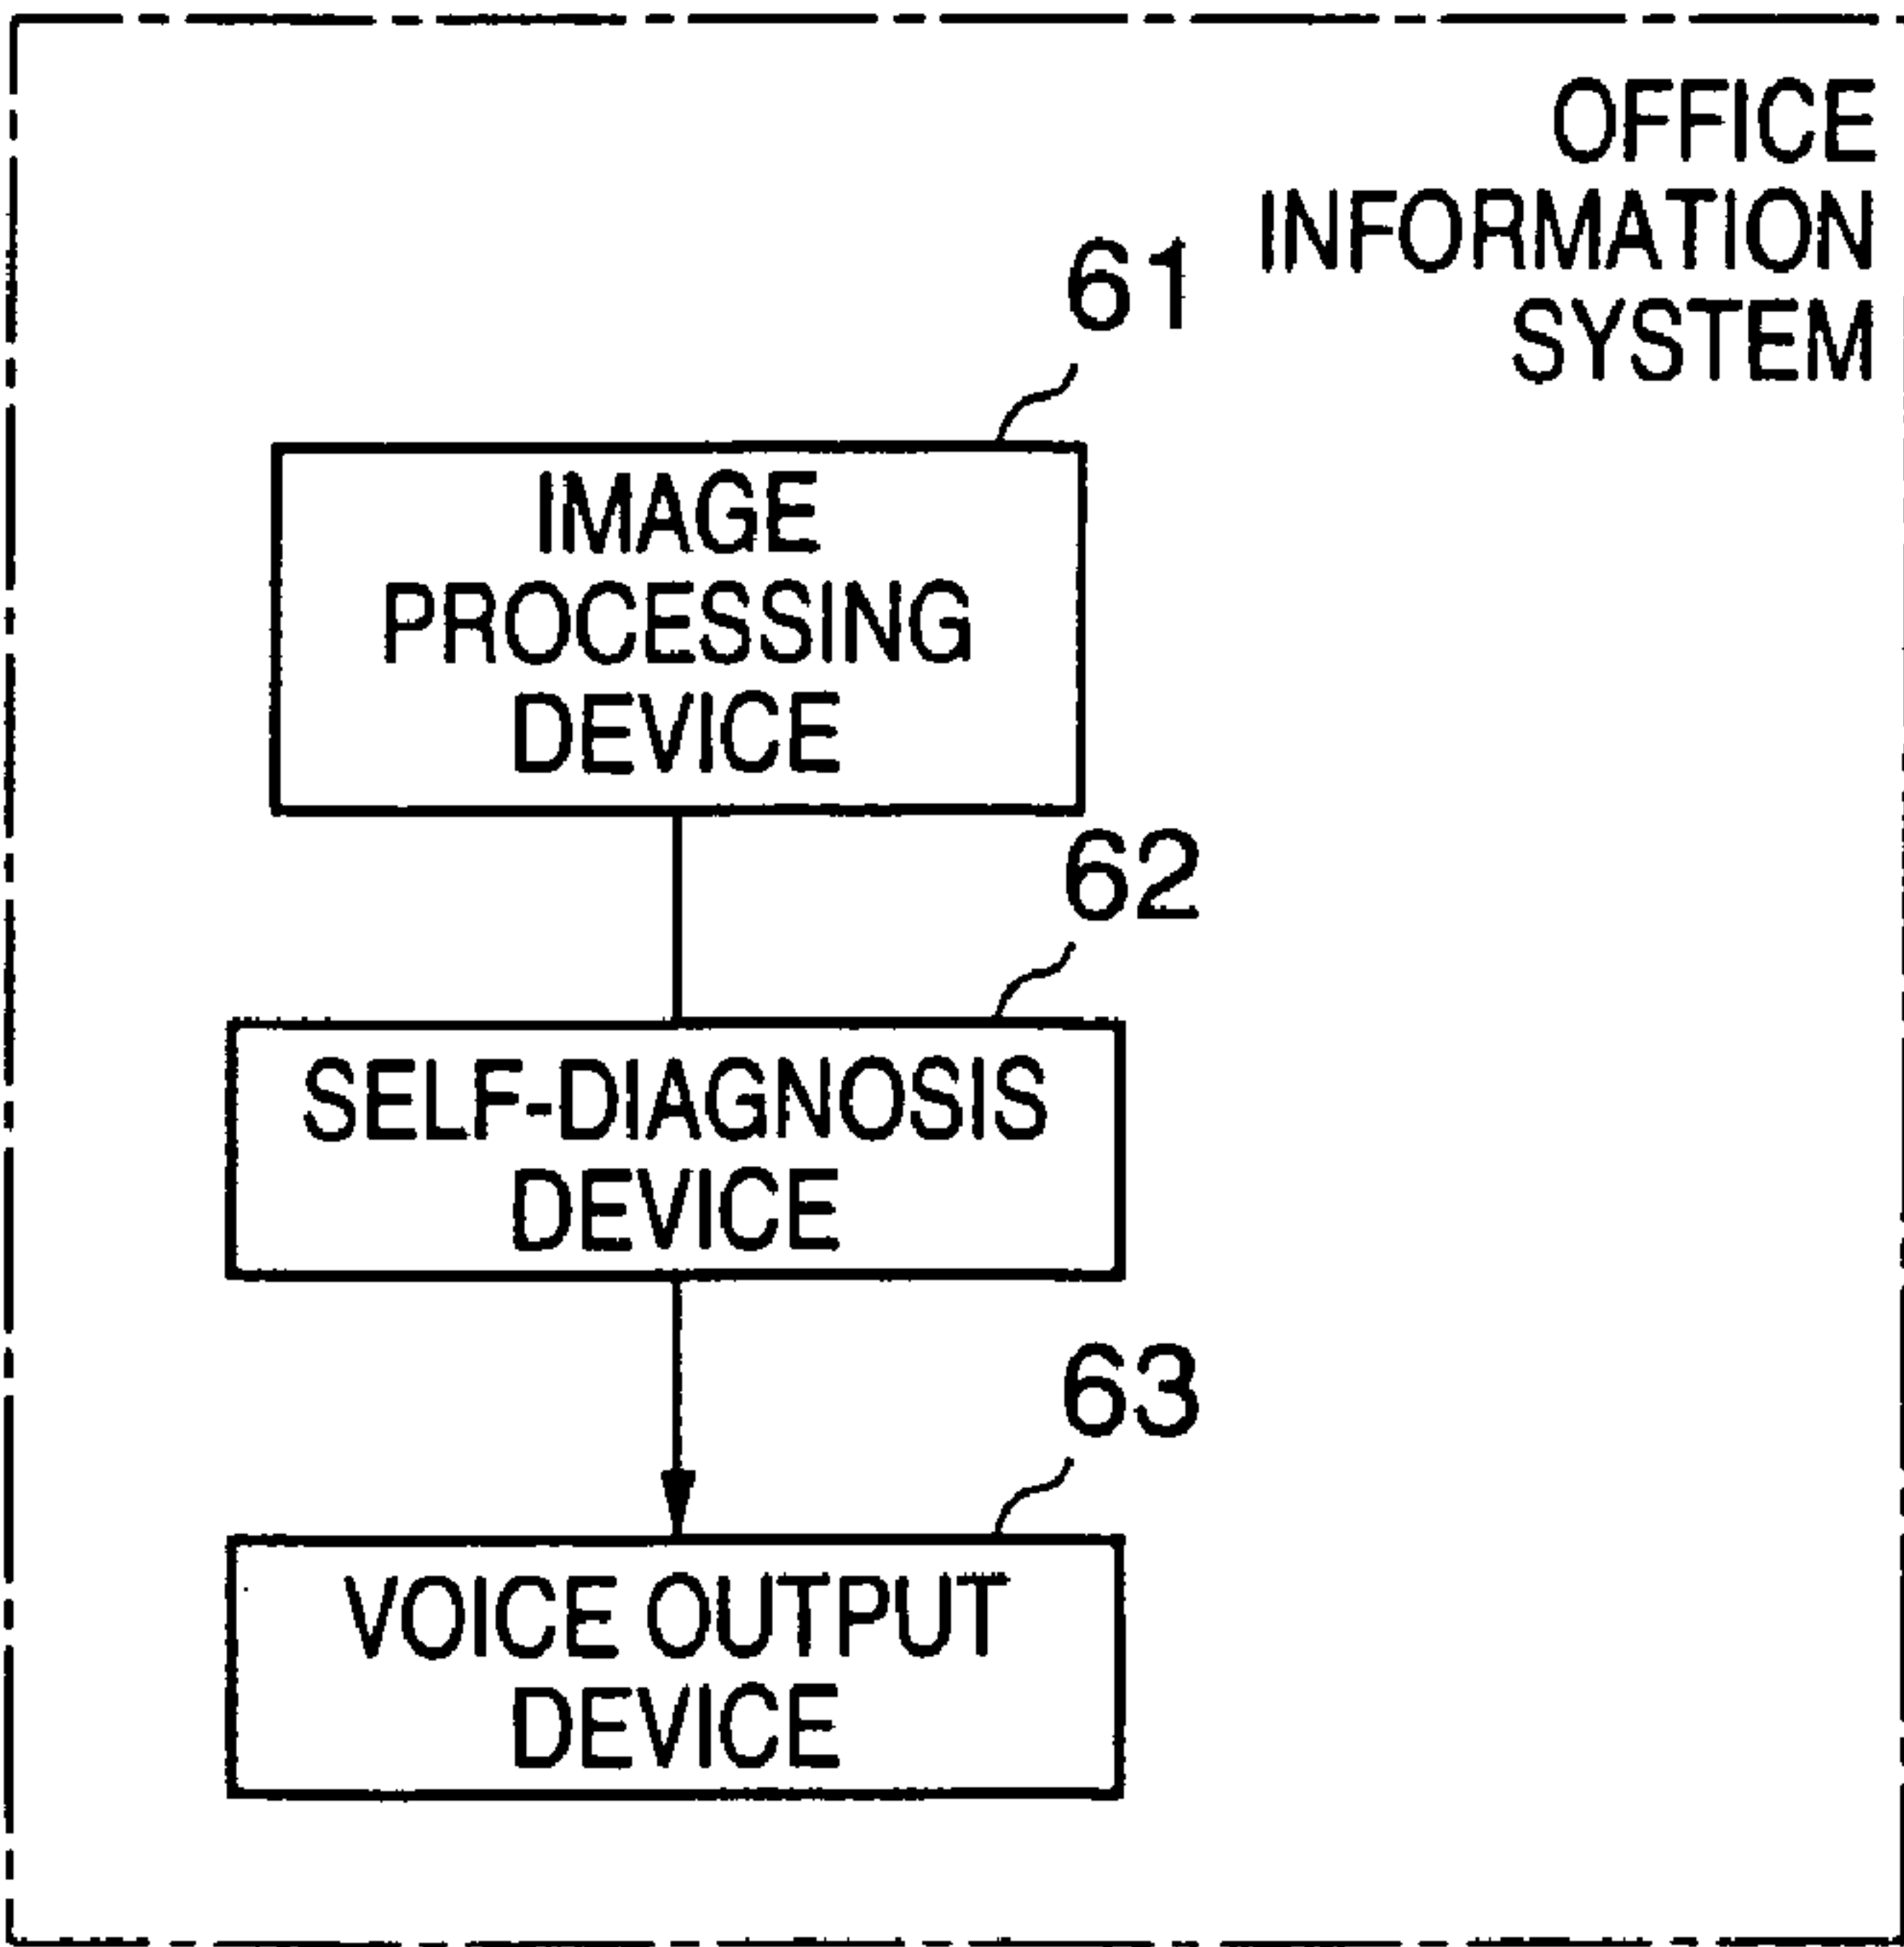 OFFICE
INFORMATION
SYSTEM
61
IMAGE
PROCESSING
DEVICE
62
SELF-DIAGNOSIS
DEVICE
63
VOICE OUTPUT
DEVICE